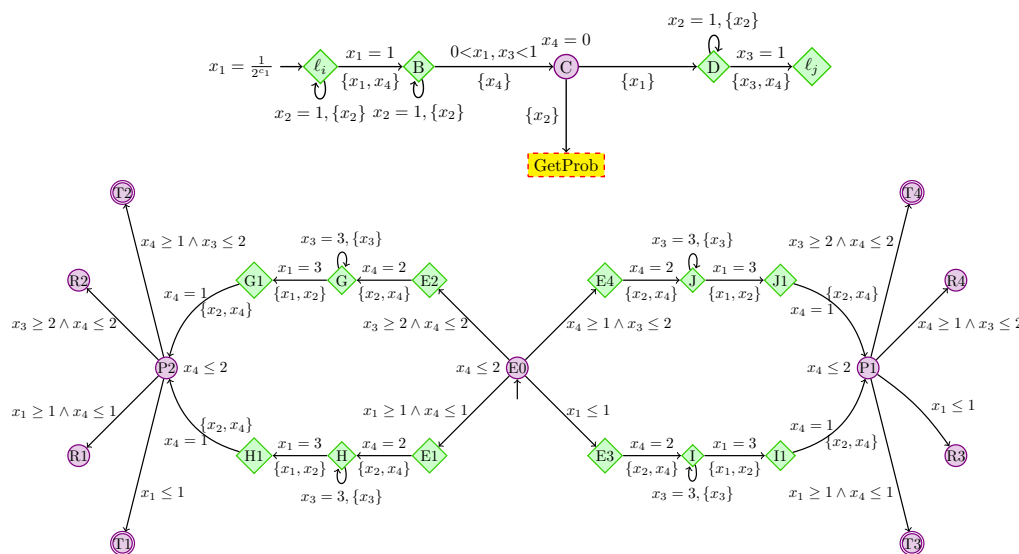 x₄ = 0
x₂ = 1, {x₂}
x₁ = 1/2^{c₁}
ℓᵢ
x₁ = 1
{x₁, x₄}
B
0<x₁, x₃<1
{x₄}
C
{x₁}
D
x₃ = 1
{x₃, x₄}
ℓⱼ
x₂ = 1, {x₂}
x₂ = 1, {x₂}
{x₂}
GetProb
T2
T4
x₄ ≥ 1 ∧ x₃ ≤ 2
x₃ = 3, {x₃}
x₃ = 3, {x₃}
x₃ ≥ 2 ∧ x₄ ≤ 2
R2
G1
x₁ = 3
{x₁, x₂}
G
x₄ = 2
{x₂, x₄}
E2
E4
x₄ = 2
{x₂, x₄}
J
x₁ = 3
{x₁, x₂}
J1
R4
x₄ = 1
{x₂, x₄}
{x₂, x₄}
x₄ = 1
x₃ ≥ 2 ∧ x₄ ≤ 2
x₃ ≥ 2 ∧ x₄ ≤ 2
x₄ ≥ 1 ∧ x₃ ≤ 2
x₄ ≥ 1 ∧ x₃ ≤ 2
P2
x₄ ≤ 2
x₄ ≤ 2
E0
x₄ ≤ 2
P1
x₁ ≥ 1 ∧ x₄ ≤ 1
x₁ ≥ 1 ∧ x₄ ≤ 1
x₁ ≤ 1
x₁ ≤ 1
{x₂, x₄}
x₄ = 1
x₄ = 1
{x₂, x₄}
R1
H1
x₁ = 3
{x₁, x₂}
H
x₄ = 2
{x₂, x₄}
E1
E3
x₄ = 2
{x₂, x₄}
I
x₁ = 3
{x₁, x₂}
I1
R3
x₁ ≤ 1
x₃ = 3, {x₃}
x₃ = 3, {x₃}
x₁ ≥ 1 ∧ x₄ ≤ 1
T1
T3